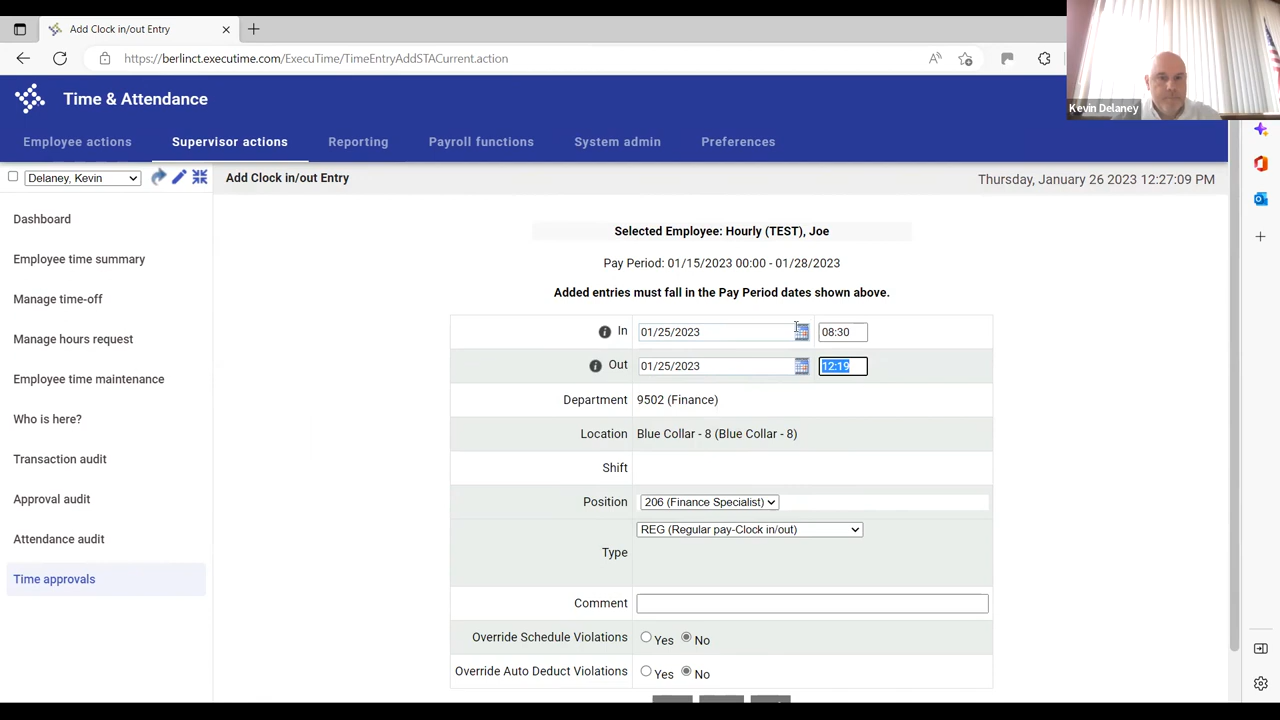 Add Clock in/out Entry
https://berlinct.executime.com/ExecuTime/TimeEntryAddSTACurrent.action
Kevin Delaney
Time & Attendance
Employee actions
Supervisor actions
Reporting
Payroll functions
System admin
Preferences
Delaney, Kevin
Add Clock in/out Entry
Thursday, January 26 2023 12:27:09 PM
Dashboard
Employee time summary
Manage time-off
Manage hours request
Employee time maintenance
Who is here?
Transaction audit
Approval audit
Attendance audit
Time approvals
Selected Employee: Hourly (TEST), Joe
Pay Period: 01/15/2023 00:00 - 01/28/2023
Added entries must fall in the Pay Period dates shown above.
In 01/25/2023 08:30
Out 01/25/2023 12:19
Department 9502 (Finance)
Location Blue Collar - 8 (Blue Collar - 8)
Shift
Position 206 (Finance Specialist)
REG (Regular pay-Clock in/out)
Type
Comment
Override Schedule Violations Yes No
Override Auto Deduct Violations Yes No